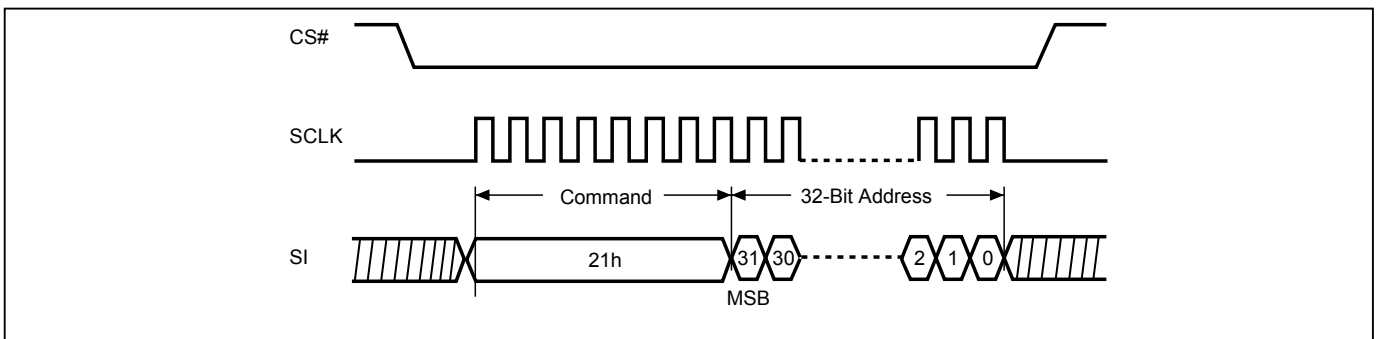 CS#
SCLK
Command 32-Bit Address
SI 21h 31 30 2 1 0
MSB